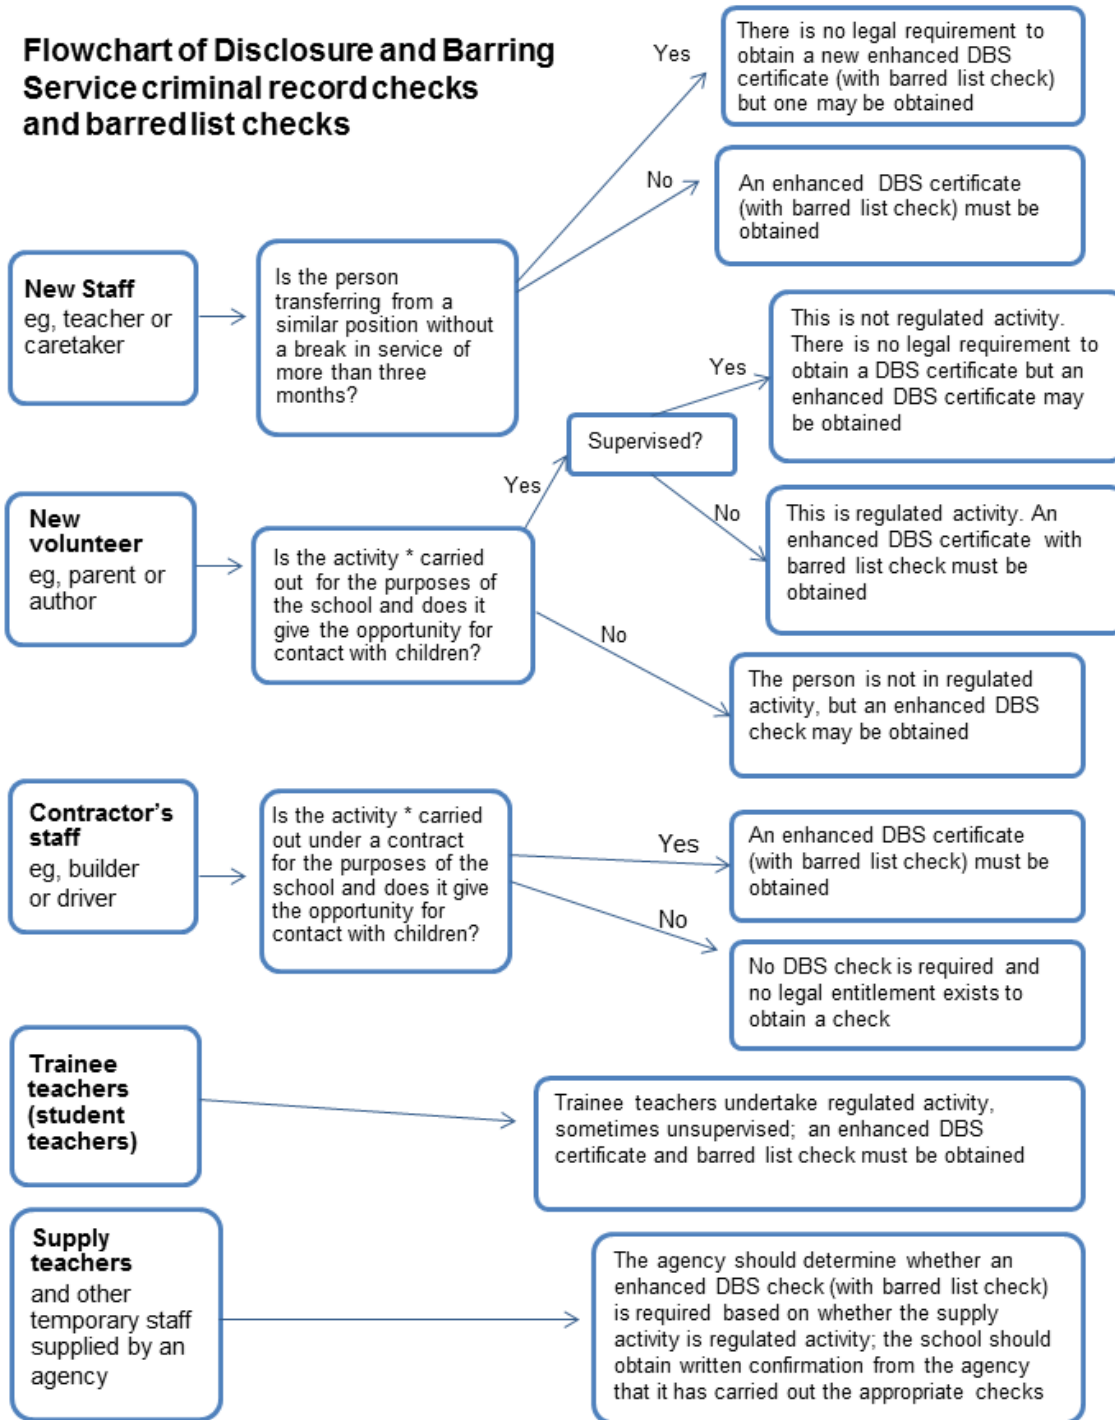 Flowchart of Disclosure and Barring
Service criminal record checks
and barred list checks
Yes
There is no legal requirement to
obtain a new enhanced DBS
certificate (with barred list check)
but one may be obtained
No
An enhanced DBS certificate
(with barred list check) must be
obtained
New Staff
eg, teacher or
caretaker
Is the person
transferring from a
similar position without
a break in service of
more than three
months?
Supervised?
Yes
This is not regulated activity.
There is no legal requirement to
obtain a DBS certificate but an
enhanced DBS certificate may
be obtained
No
This is regulated activity. An
enhanced DBS certificate with
barred list check must be
obtained
New
volunteer
eg, parent or
author
Is the activity * carried
out for the purposes of
the school and does it
give the opportunity for
contact with children?
Yes
No
The person is not in regulated
activity, but an enhanced DBS
check may be obtained
Contractor's
staff
eg, builder
or driver
Is the activity * carried
out under a contract
for the purposes of the
school and does it give
the opportunity for
contact with children?
Yes
An enhanced DBS certificate
(with barred list check) must be
obtained
No
No DBS check is required and
no legal entitlement exists to
obtain a check
Trainee
teachers
(student
teachers)
Trainee teachers undertake regulated activity,
sometimes unsupervised; an enhanced DBS
certificate and barred list check must be obtained
Supply
teachers
and other
temporary staff
supplied by an
agency
The agency should determine whether an
enhanced DBS check (with barred list check)
is required based on whether the supply
activity is regulated activity; the school should
obtain written confirmation from the agency
that it has carried out the appropriate checks